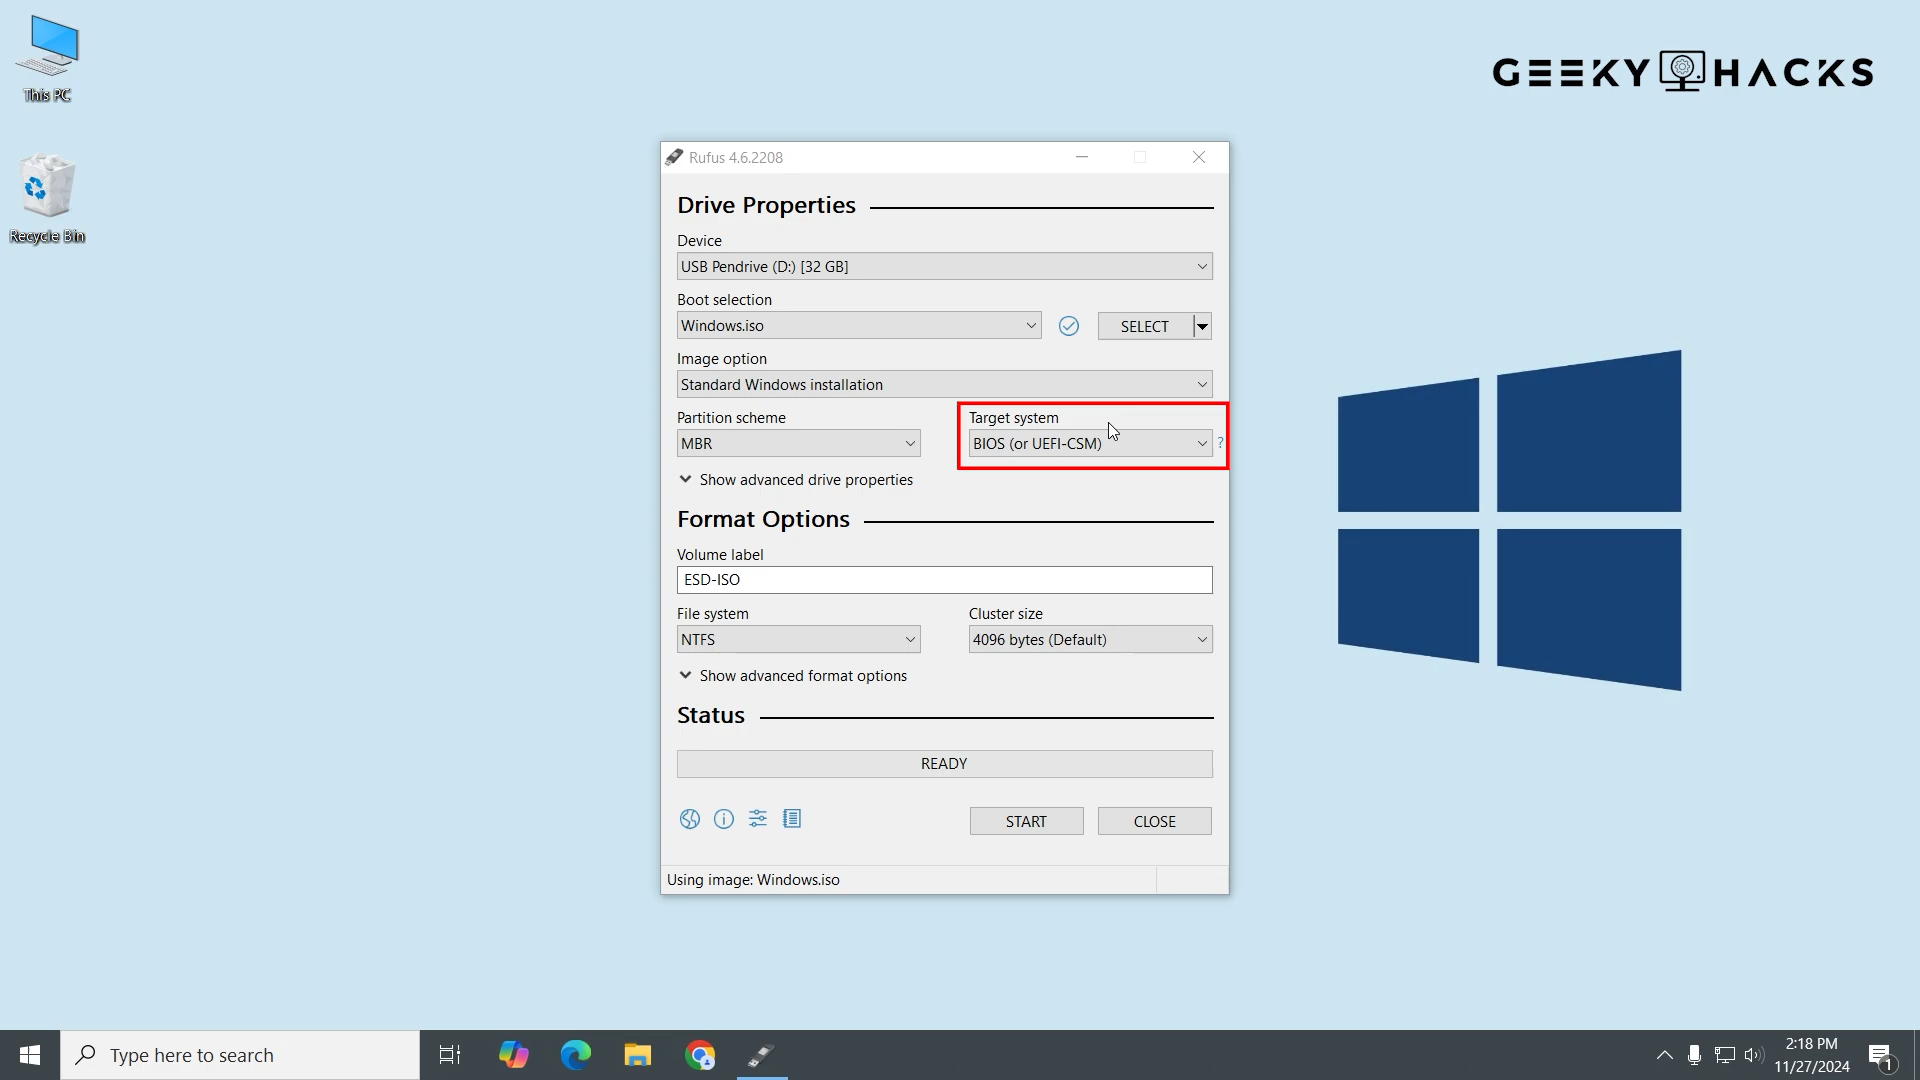 This PC
Recycle Bin
GEEKY HACKS
Rufus 4.6.2208
Drive Properties
Device
USB Pendrive (D:) [32 GB]
Boot selection
Windows.iso
SELECT
Image option
Standard Windows installation
Partition scheme
Target system
MBR
BIOS (or UEFI-CSM)
?
Show advanced drive properties
Format Options
Volume label
ESD-ISO
File system
Cluster size
NTFS
4096 bytes (Default)
Show advanced format options
Status
READY
START
CLOSE
Using image: Windows.iso
Type here to search
2:18 PM
11/27/2024
1